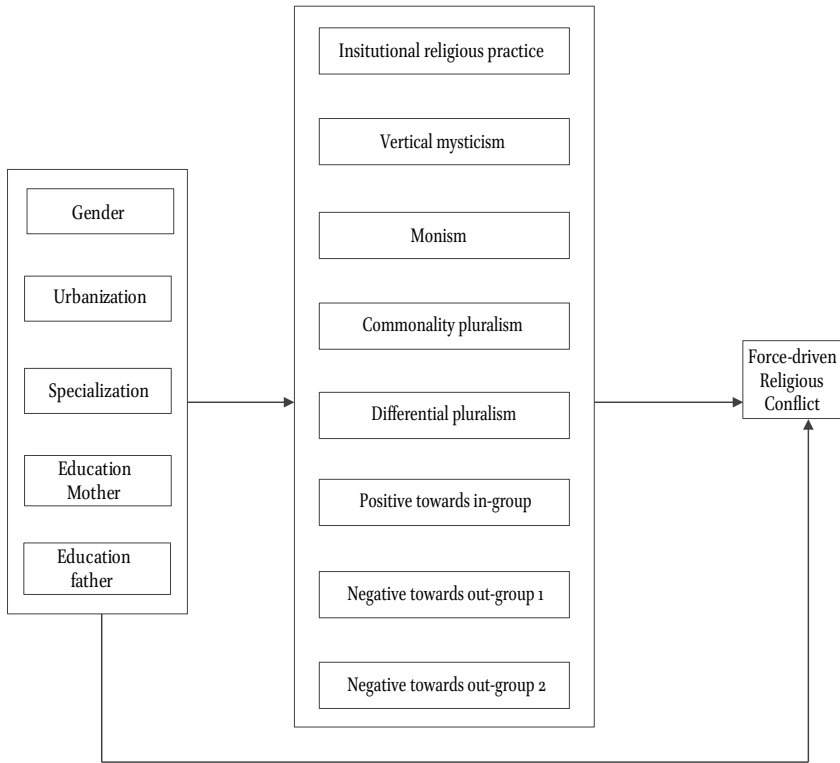 Insitutional religious practice
Vertical mysticism
Monism
Commonality pluralism
Differential pluralism
Positive towards in-group
Negative towards out-group 1
Negative towards out-group 2
Gender
Urbanization
Specialization
Education
Mother
Education
father
Force-driven
Religious
Conflict